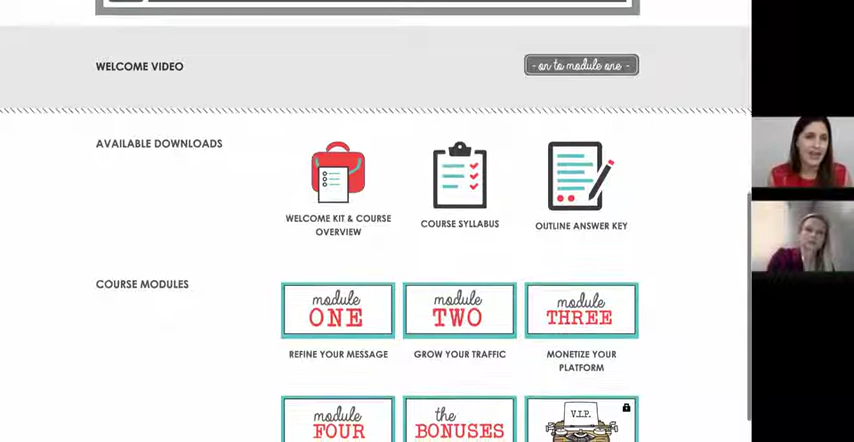 WELCOME VIDEO
- on to module one -
AVAILABLE DOWNLOADS
WELCOME KIT & COURSE
OVERVIEW
COURSE SYLLABUS
OUTLINE ANSWER KEY
COURSE MODULES
module
ONE
module
TWO
module
THREE
REFINE YOUR MESSAGE
GROW YOUR TRAFFIC
MONETIZE YOUR
PLATFORM
module
FOUR
the
BONUSES
V.I.P.